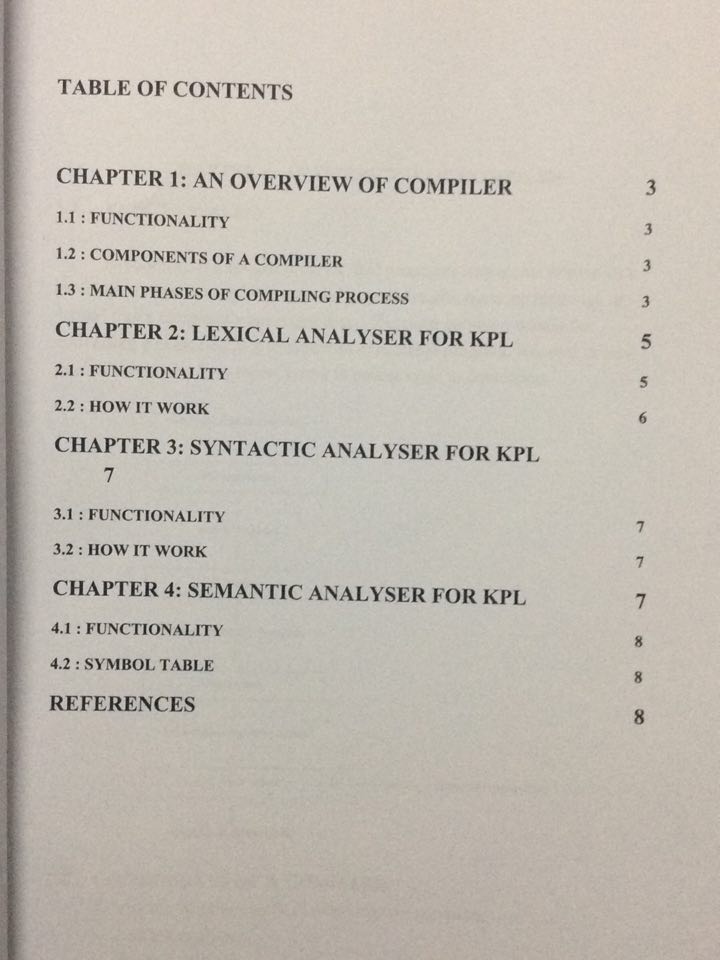 TABLE OF CONTENTS
CHAPTER 1: AN OVERVIEW OF COMPILER 3
1.1 : FUNCTIONALITY 3
1.2 : COMPONENTS OF A COMPILER 3
1.3 : MAIN PHASES OF COMPILING PROCESS 3
CHAPTER 2: LEXICAL ANALYSER FOR KPL 5
2.1 : FUNCTIONALITY 5
2.2 : HOW IT WORK 6
CHAPTER 3: SYNTACTIC ANALYSER FOR KPL
7
3.1 : FUNCTIONALITY 7
3.2 : HOW IT WORK 7
CHAPTER 4: SEMANTIC ANALYSER FOR KPL 7
4.1 : FUNCTIONALITY 8
4.2 : SYMBOL TABLE 8
REFERENCES 8